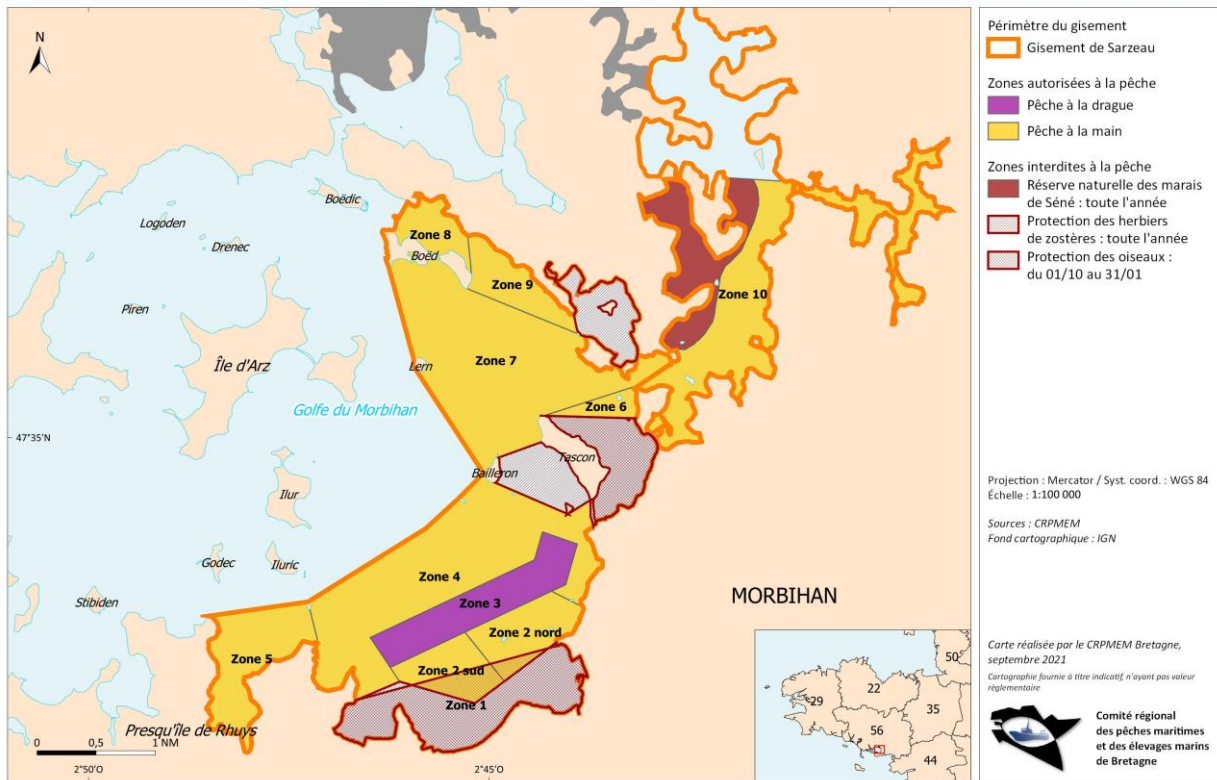 N
Boëdic
Logoden
Drenec
Zone 8
Boëd
Zone 9
Zone 10
Piren
Île d'Arz
Lern
Zone 7
Golfe du Morbihan
Zone 6
47°35'N
Bailleron
Tascon
Ilur
Godec
Iluric
Zone 4
Stibiden
Zone 3
MORBIHAN
Zone 2 nord
Zone 5
Zone 2 sud
Zone 1
Presqu'île de Rhuys
0 0,5 1 NM
2°50'
2°45'
50
22
29
35
56
44
Périmètre du gisement
Gisement de Sarzeau
Zones autorisées à la pêche
Pêche à la drague
Pêche à la main
Zones interdites à la pêche
Réserve naturelle des marais
de Séné : toute l'année
Protection des herbiers
de zostères : toute l'année
Protection des oiseaux :
du 01/10 au 31/01
Projection : Mercator / Syst. coord. : WGS 84
Échelle : 1:100 000
Sources : CRPMEM
Fond cartographique : IGN
Carte réalisée par le CRPMEM Bretagne,
septembre 2021
Cartographie fournie à titre indicatif, n'ayant pas valeur
règlementaire
Comité régional
des pêches maritimes
et des élevages marins
de Bretagne